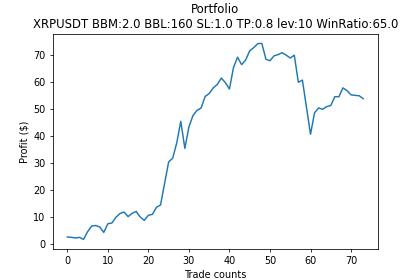 Portfolio
XRPUSDT BBM:2.0 BBL:160 SL:1.0 TP:0.8 lev:10 WinRatio:65.0
Profit ($)
70
60
50
40
30
20
10
0
0 10 20 30 40 50 60 70
Trade counts